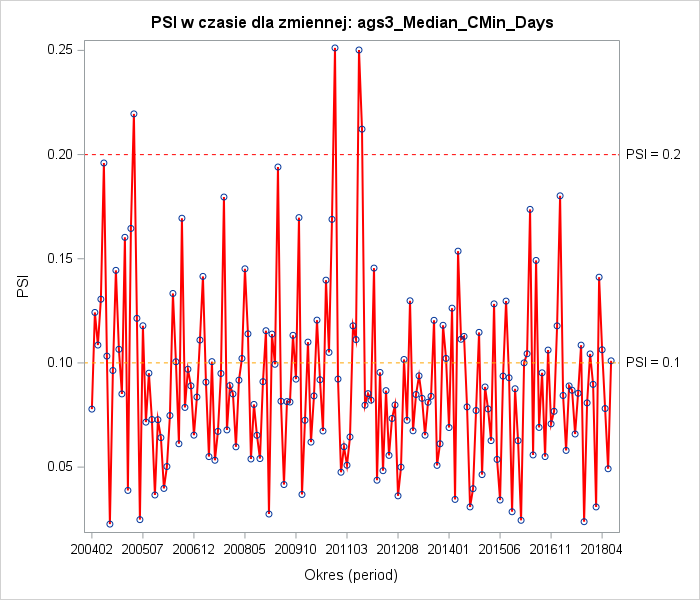 PSI w czasie dla zmiennej: ags3_Median_CMin_Days
0.25
0.20
0.15
0.10
0.05
PSI
PSI = 0.2
PSI = 0.1
200402 200507 200612 200805 200910 201103 201208 201401 201506 201611 201804
Okres (period)